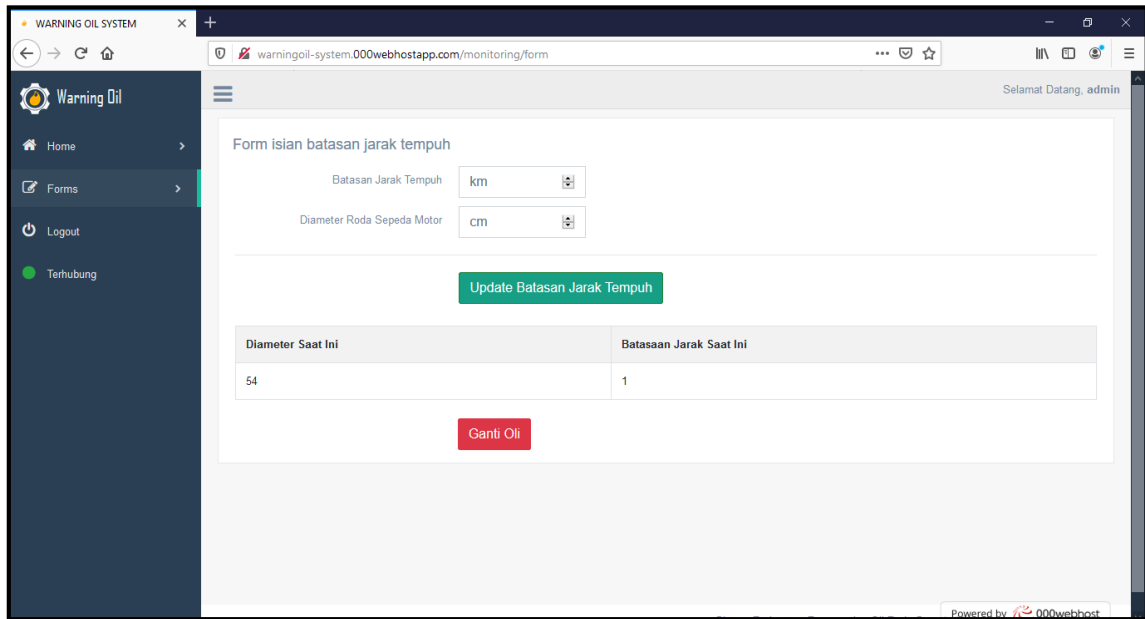 WARNING OIL SYSTEM
warningoil-system.000webhostapp.com/monitoring/form
Warning Oil
Selamat Datang, admin
Home
Forms
Logout
Terhubung
Form isian batasan jarak tempuh
Batasan Jarak Tempuh km
Diameter Roda Sepeda Motor cm
Update Batasan Jarak Tempuh
Diameter Saat Ini Batasaan Jarak Saat Ini
54 1
Ganti Oli
Powered by 000webhost